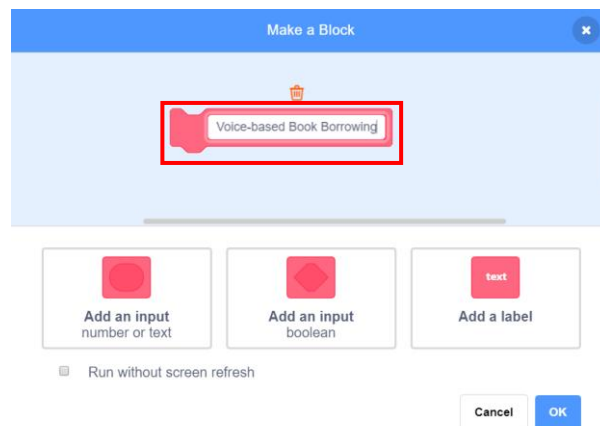 Make a Block
Voice-based Book Borrowing
text
Add an input
number or text
Add an input
boolean
Add a label
Run without screen refresh
Cancel
OK